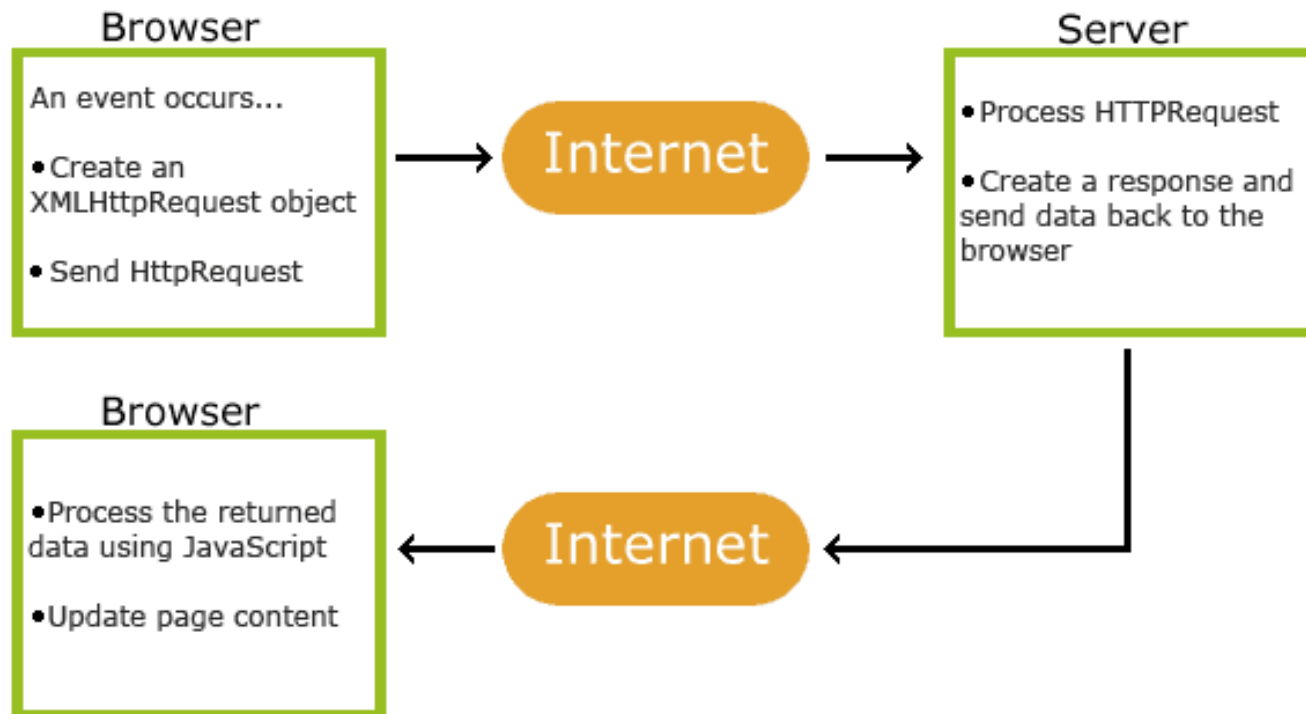 Browser
An event occurs...
•Create an
XMLHttpRequest object
• Send HttpRequest
Internet
Server
•Process HTTPRequest
•Create a response and
send data back to the
browser
Browser
•Process the returned
data using JavaScript
•Update page content
Internet